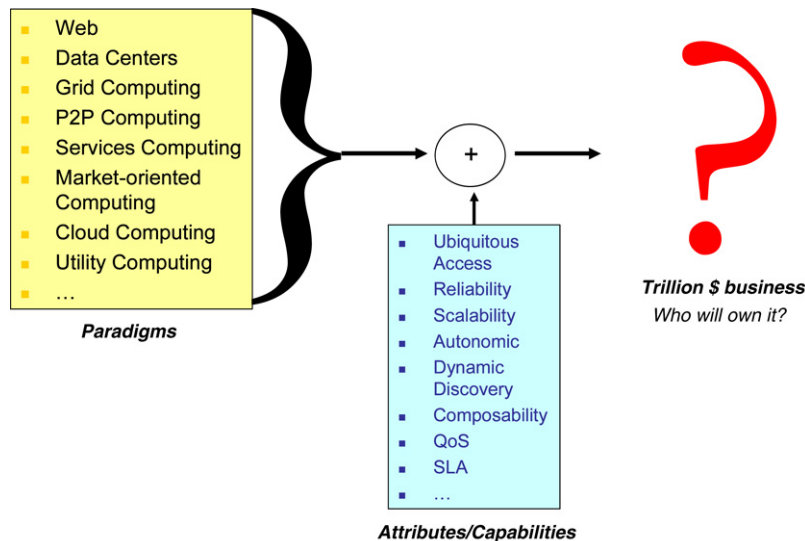 Web
Data Centers
Grid Computing
P2P Computing
Services Computing
Market-oriented
Computing
Cloud Computing
Utility Computing
…
Paradigms
+
Ubiquitous
Access
Reliability
Scalability
Autonomic
Dynamic
Discovery
Composability
QoS
SLA
…
Attributes/Capabilities
?
Trillion $ business
Who will own it?